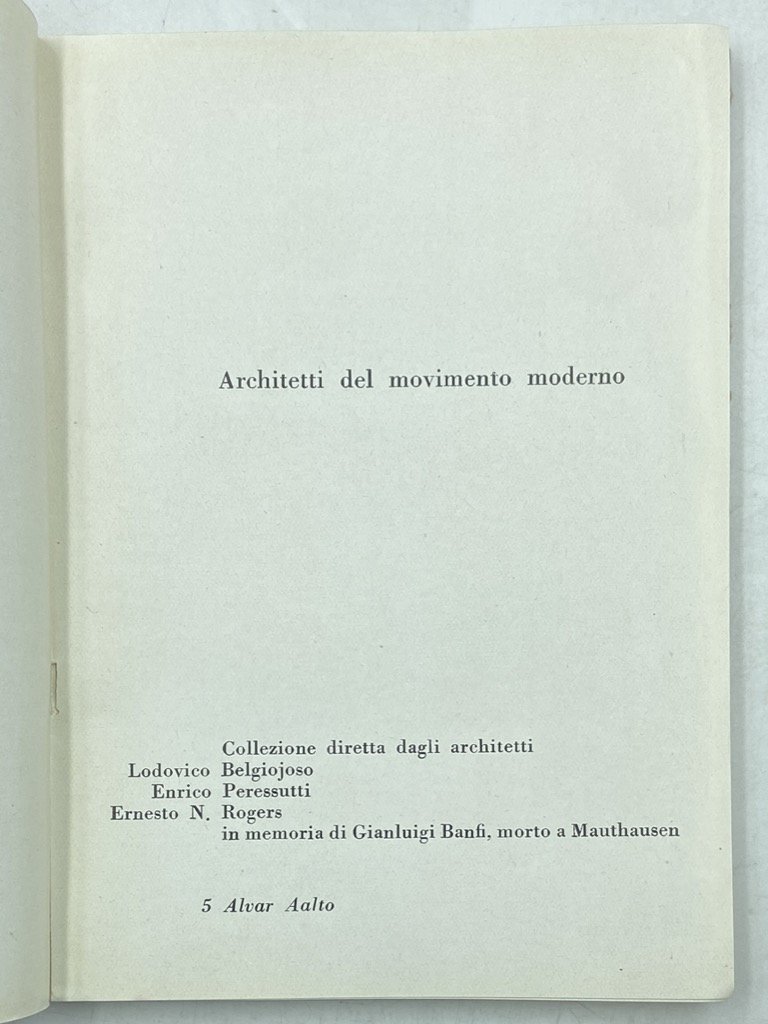 Architetti del movimento moderno
Collezione diretta dagli architetti
Lodovico Belgiojoso
Enrico Peressutti
Ernesto N. Rogers
in memoria di Gianluigi Banfi, morto a Mauthausen
5 Alvar Aalto